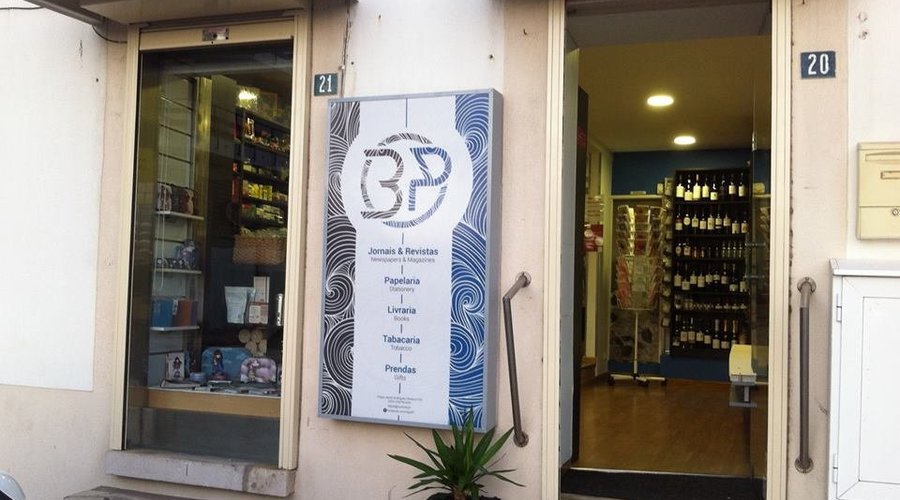 21
20
BP
Jornais & Revistas
Newspapers & Magazines
Papelaria
Stationery
Livraria
Books
Tabacaria
Tobacco
Prendas
Gifts